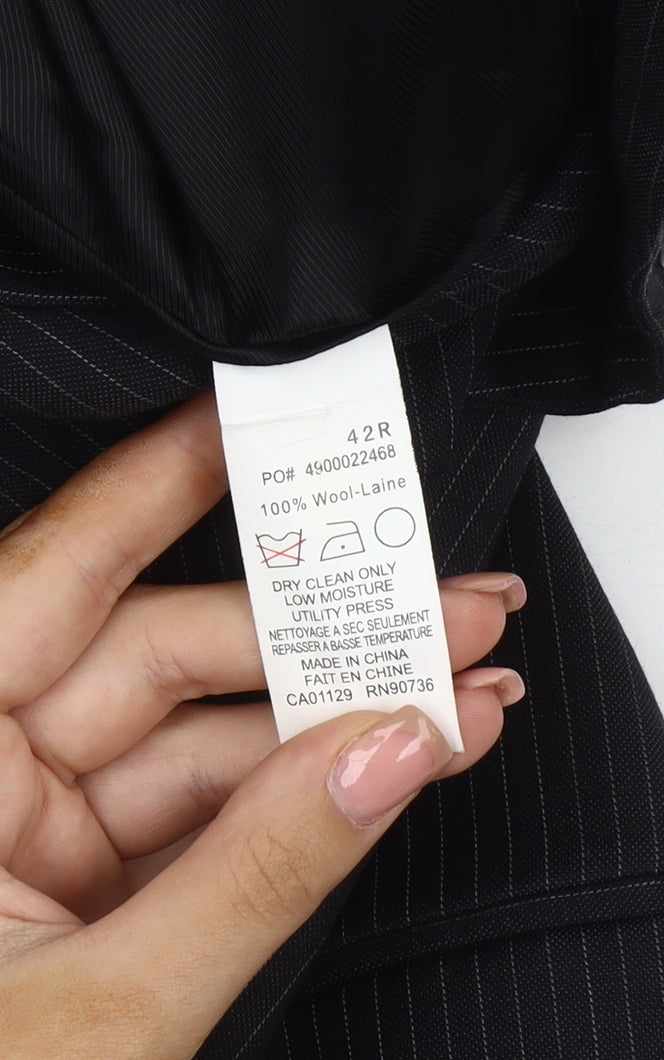 42R
PO# 4900022468
100% Wool-Laine
DRY CLEAN ONLY
LOW MOISTURE
UTILITY PRESS
NETTOYAGE A SEC SEULEMENT
REPASSER A BASSE TEMPERATURE
MADE IN CHINA
FAIT EN CHINE
CA01129 RN90736